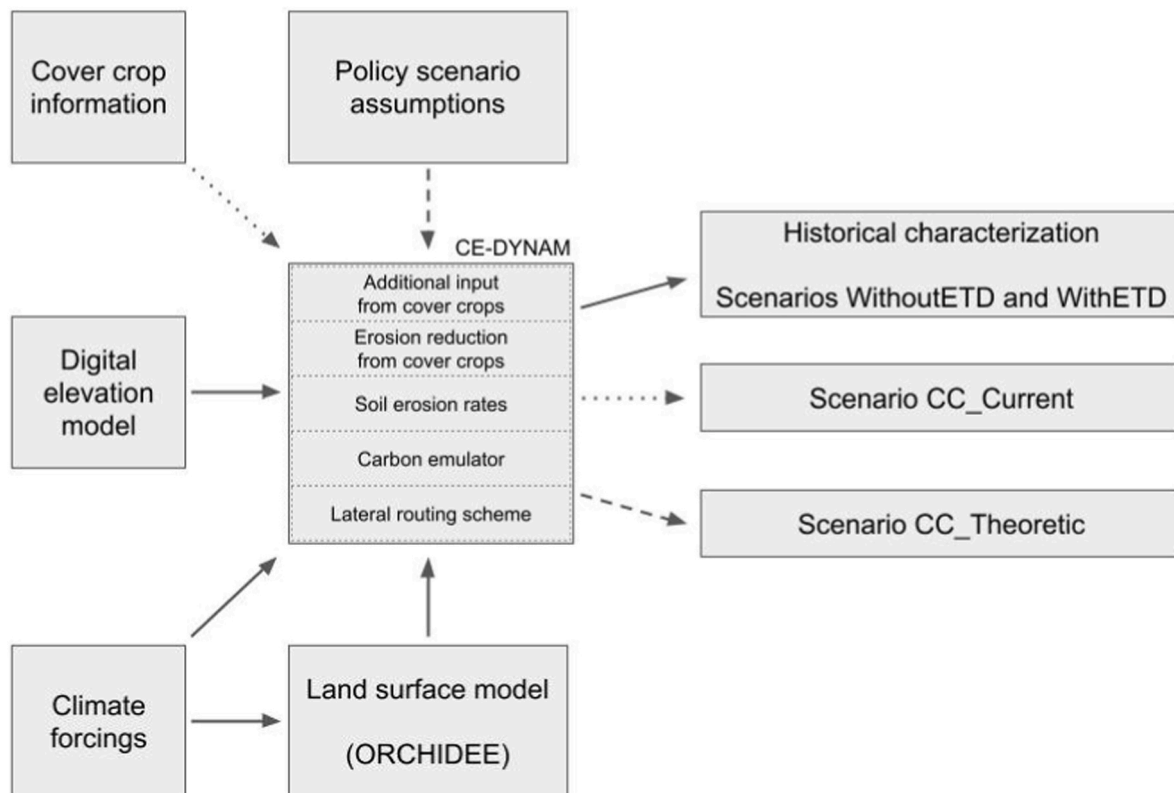 Cover crop
information
Policy scenario
assumptions
CE-DYNAM
Additional input
from cover crops
Erosion reduction
from cover crops
Soil erosion rates
Carbon emulator
Lateral routing scheme
Digital
elevation
model
Historical characterization
Scenarios WithoutETD and WithETD
Scenario CC_Current
Scenario CC_Theoretic
Climate
forcings
Land surface model
(ORCHIDEE)